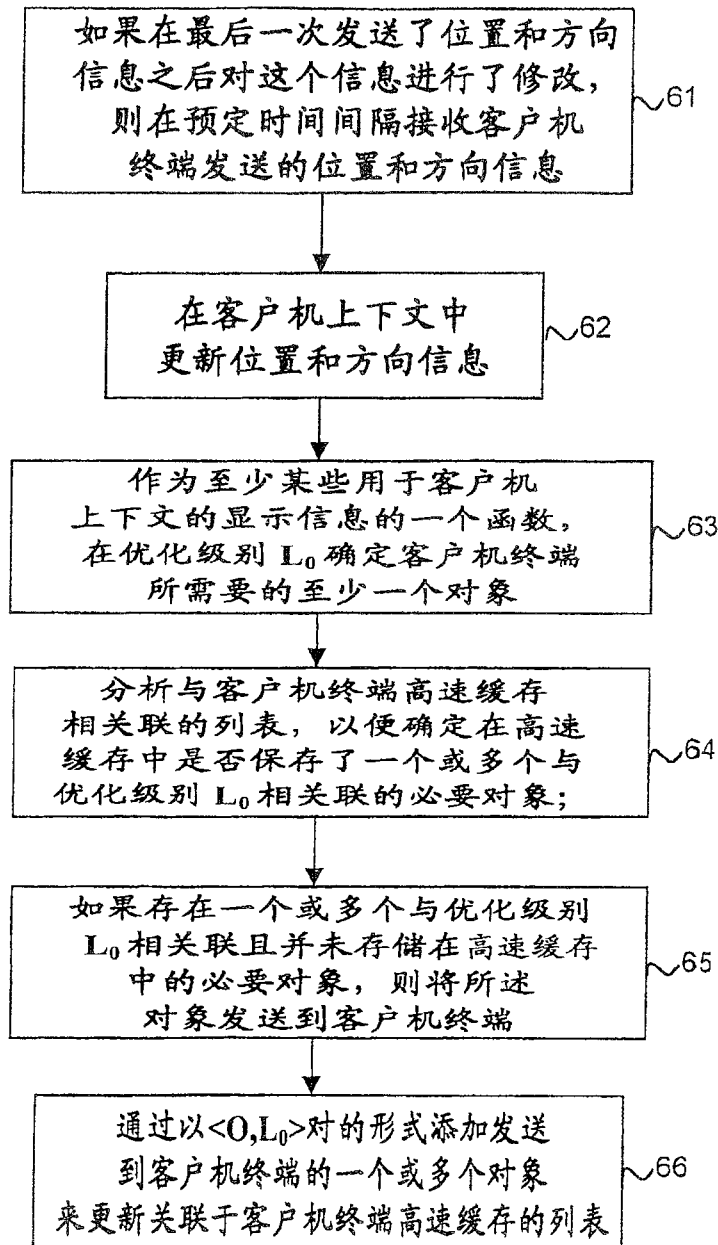 如果在最后一次发送了位置和方向
信息之后对这个信息进行了修改，
则在预定时间间隔接收客户机
终端发送的位置和方向信息
61
在客户机上下文中
更新位置和方向信息
62
作为至少某些用于客户机
上下文的显示信息的一个函数，
在优化级别 L₀ 确定客户机终端
所需要的至少一个对象
63
分析与客户机终端高速缓存
相关联的列表，以便确定在高速
缓存中是否保存了一个或多个与
优化级别 L₀ 相关联的必要对象；
64
如果存在一个或多个与优化级别
L₀ 相关联且并未存储在高速缓存
中的必要对象，则将所述
对象发送到客户机终端
65
通过以<O,L₀>对的形式添加发送
到客户机终端的一个或多个对象
来更新关联于客户机终端高速缓存的列表
66